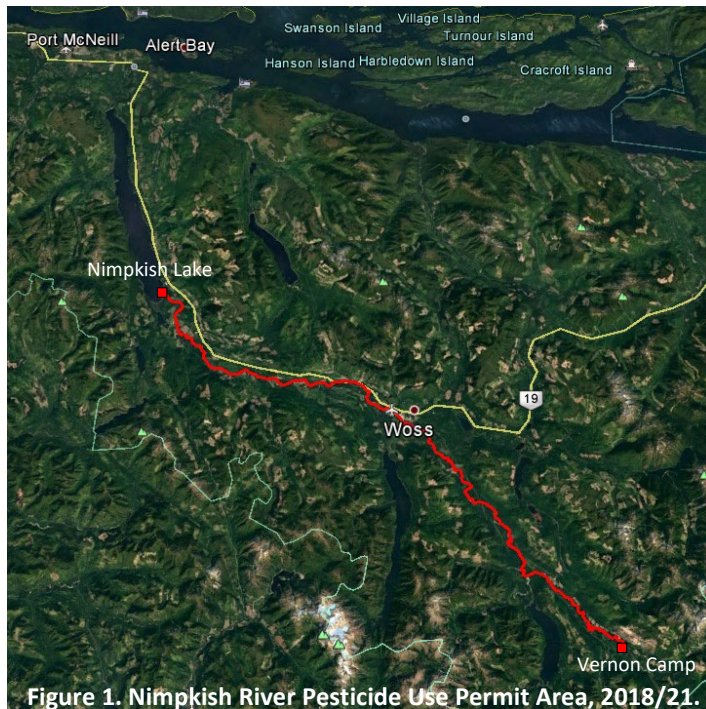 Village Island
Swanson Island
Turnour Island
Port McNeill
Alert Bay
Hanson Island
Harbledown Island
Cracroft Island
Nimpkish Lake
19
Woss
Vernon Camp
Figure 1. Nimpkish River Pesticide Use Permit Area, 2018/21.